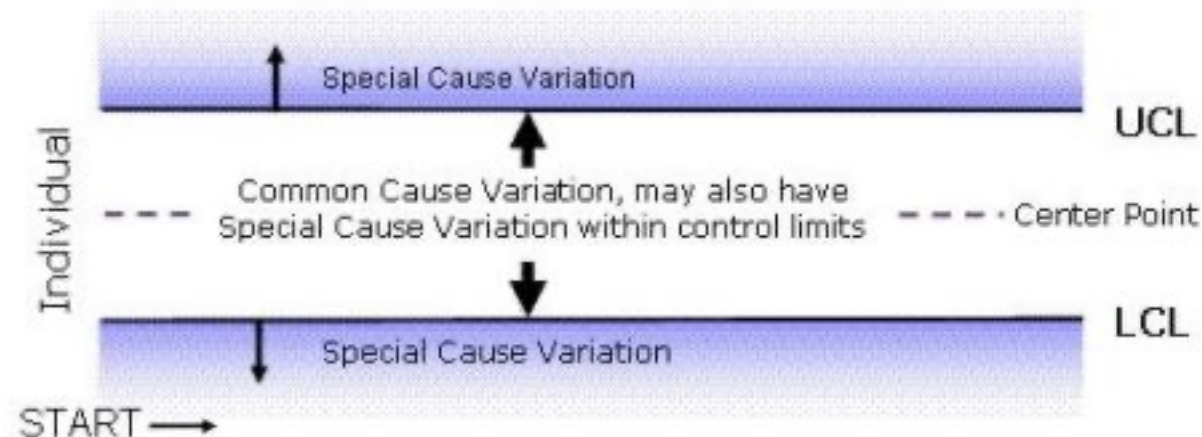 Special Cause Variation
UCL
Individual
Common Cause Variation, may also have
Special Cause Variation within control limits
Center Point
LCL
Special Cause Variation
START